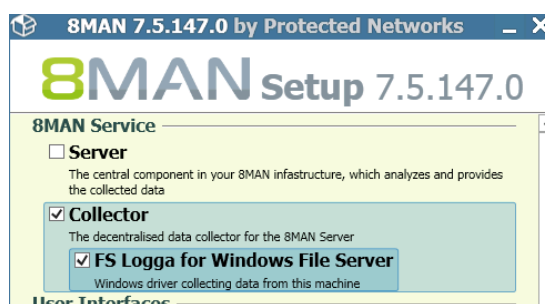 8MAN 7.5.147.0 by Protected Networks
8MAN Setup 7.5.147.0
8MAN Service
Server
The central component in your 8MAN infastructure, which analyzes and provides
the collected data
Collector
The decentralised data collector for the 8MAN Server
FS Logga for Windows File Server
Windows driver collecting data from this machine
User Interfaces